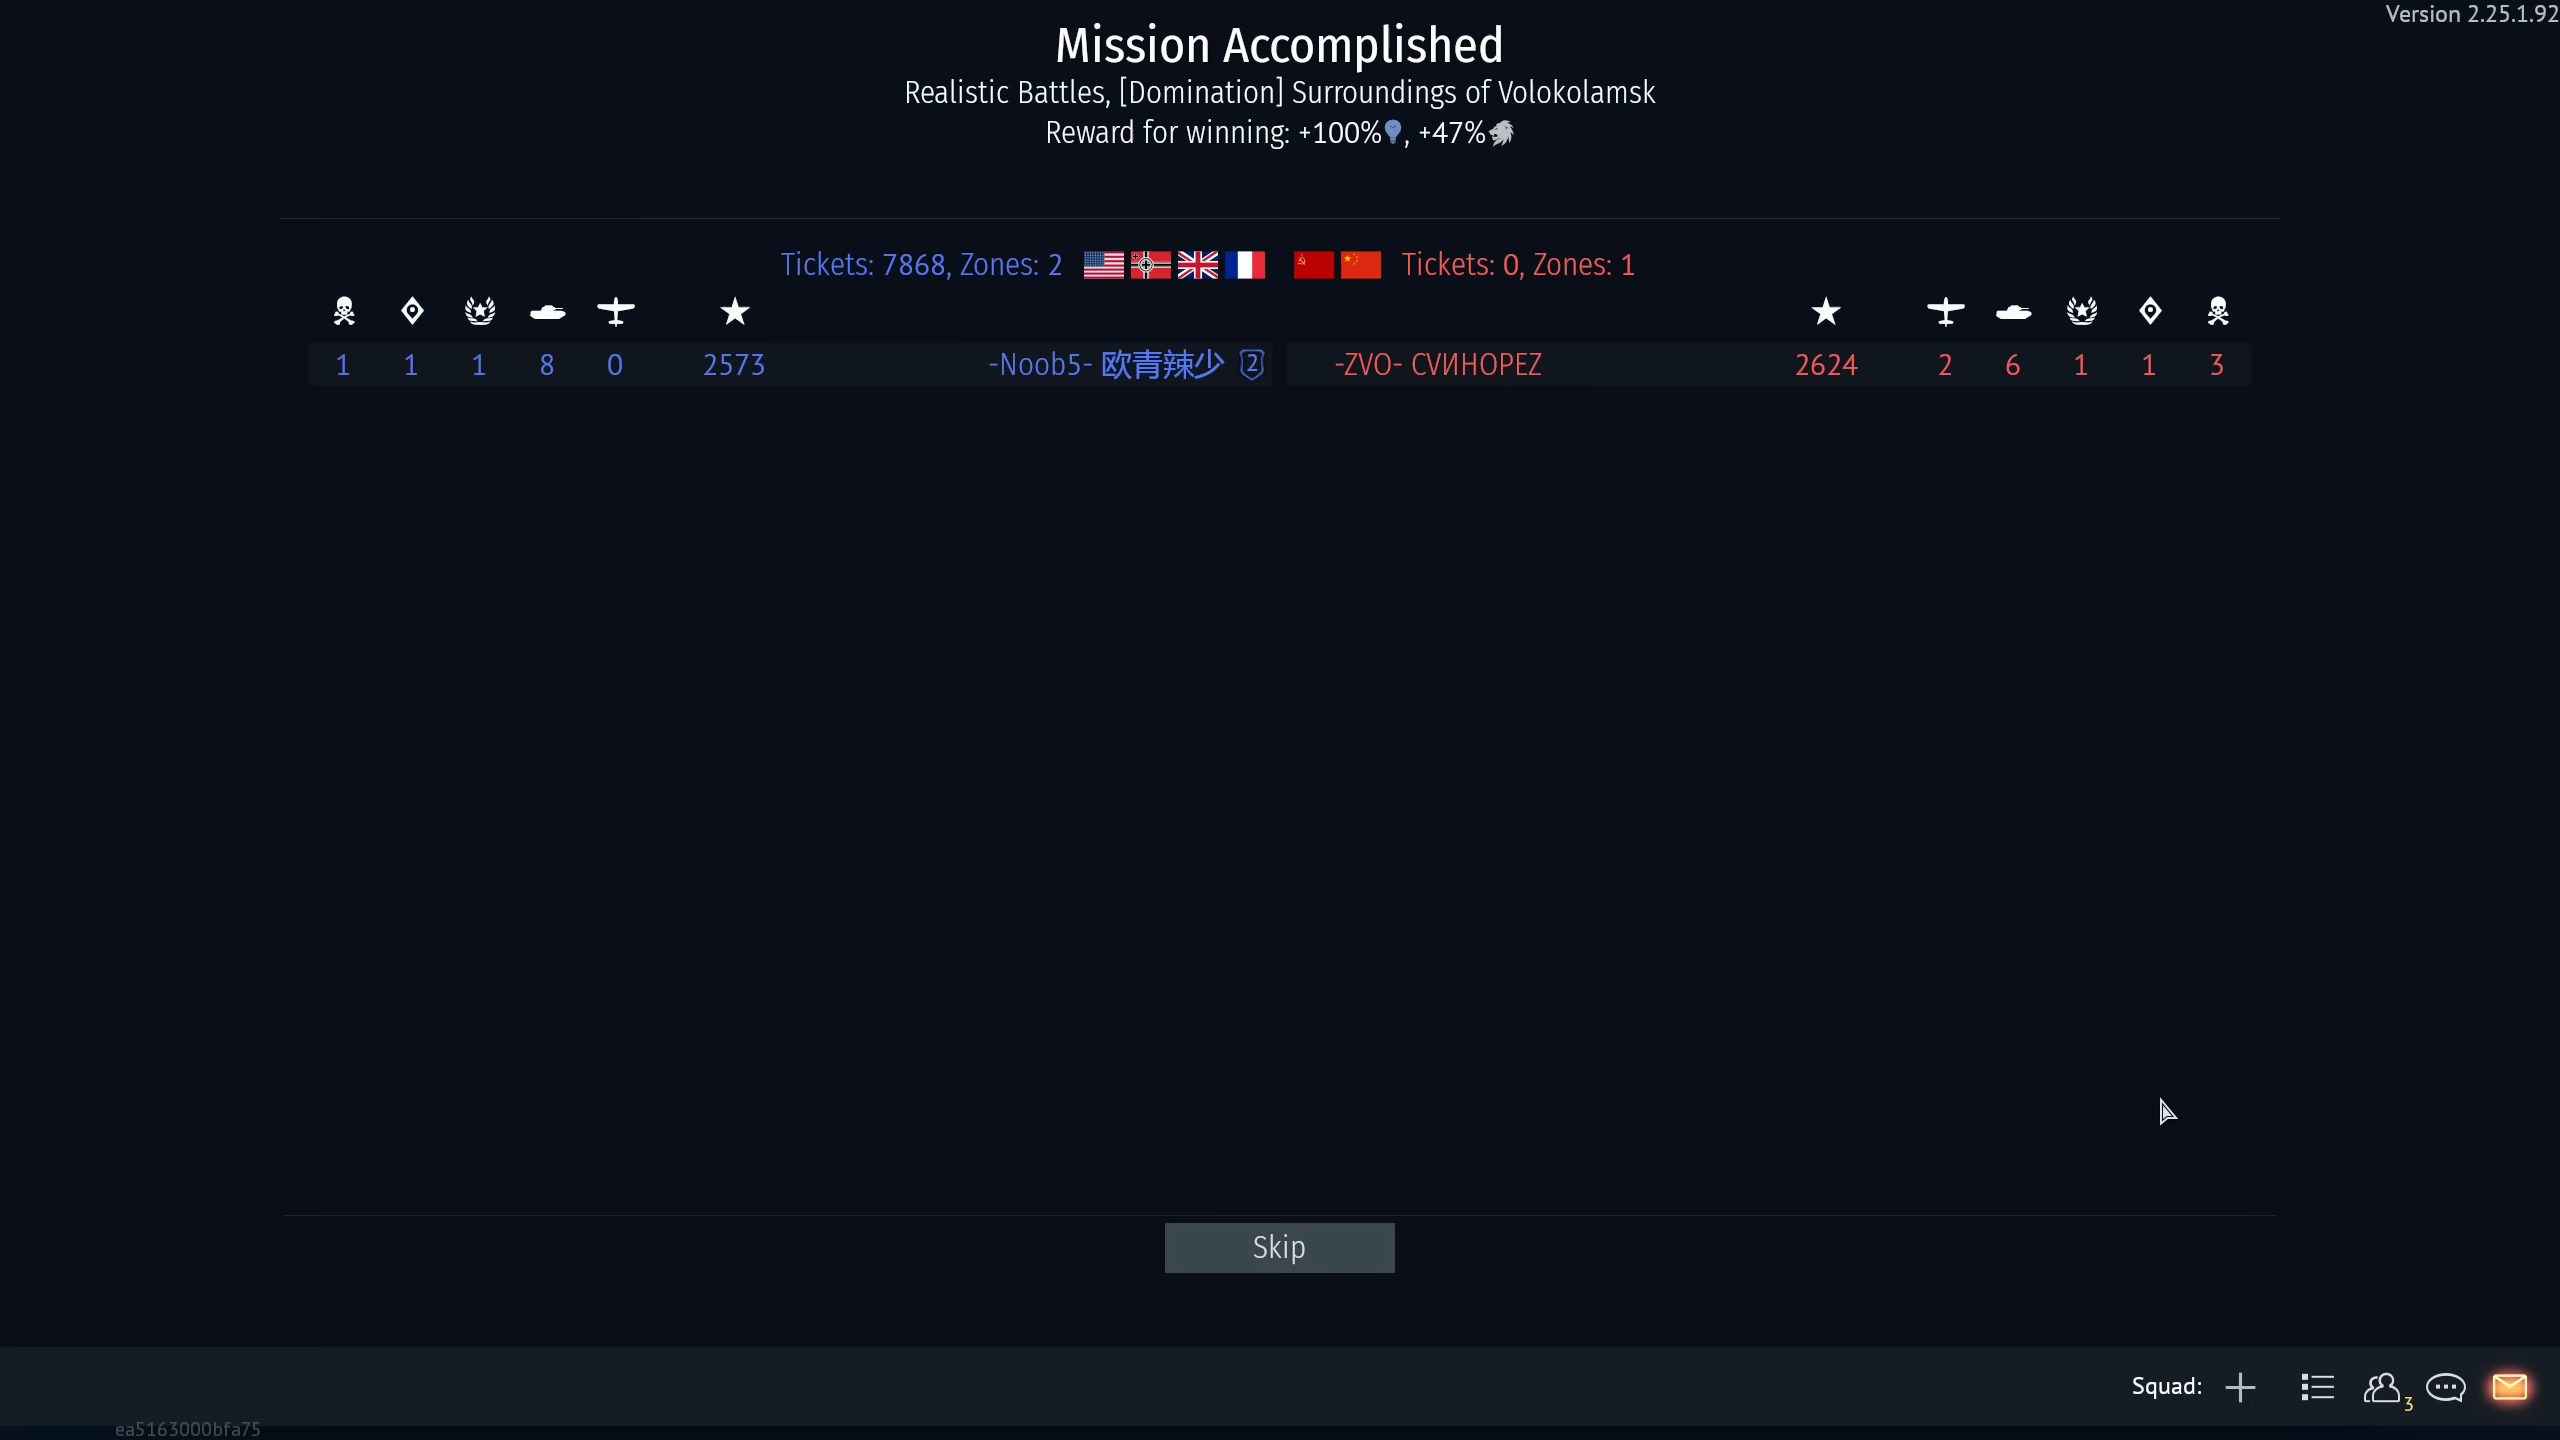 Version 2.25.1.92
Mission Accomplished
Realistic Battles, [Domination] Surroundings of Volokolamsk
Reward for winning: +100%, +47%
Tickets: 7868, Zones: 2 Tickets: 0, Zones: 1
1 1 1 8 0 2573 -Noob5- 欧青辣少 2 -ZVO- CVИHOPEZ 2624 2 6 1 1 3
Skip
Squad: 3
ea5163000bfa75